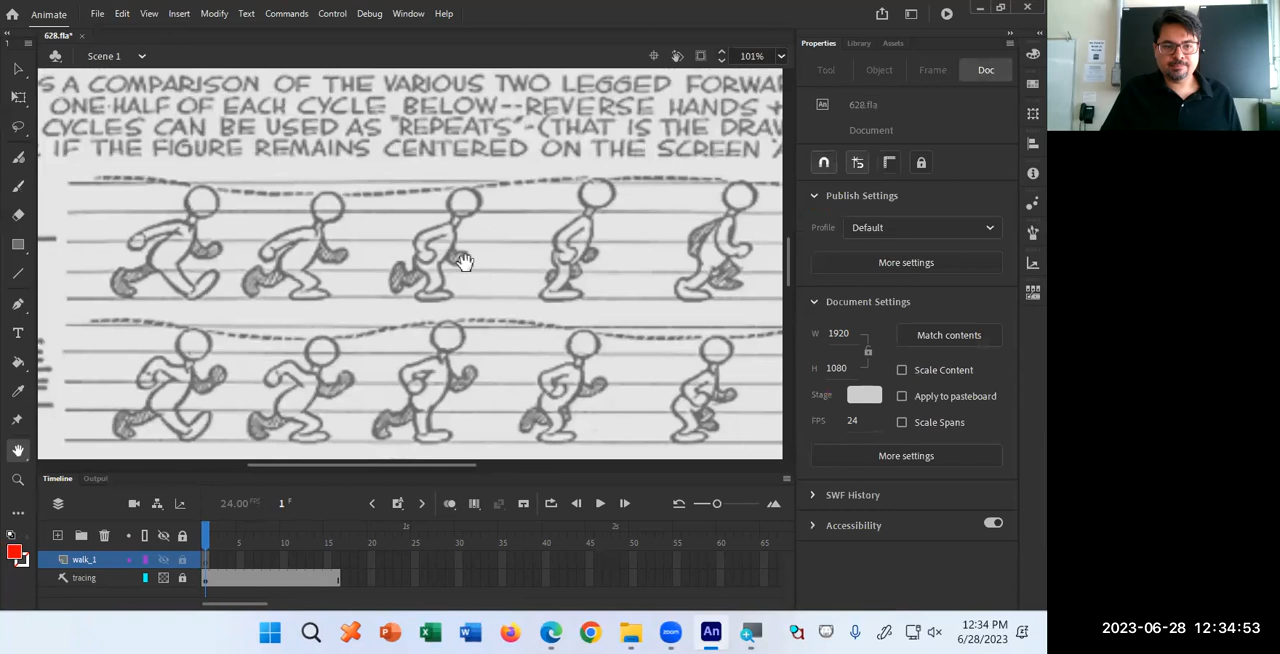 Animate
File Edit View Insert Modify Text Commands Control Debug Window Help
628.fla*
Scene 1
101%
S A COMPARISON OF THE VARIOUS TWO LEGGED FORWAR
ONE-HALF OF EACH CYCLE BELOW--REVERSE HANDS +
CYCLES CAN BE USED AS "REPEATS"-(THAT IS THE DRAW
IF THE FIGURE REMAINS CENTERED ON THE SCREEN
Properties Library Assets
Tool Object Frame Doc
An 628.fla
Document
Publish Settings
Profile Default
More settings
Document Settings
W 1920 Match contents
H 1080 Scale Content
Stage Apply to pasteboard
FPS 24 Scale Spans
More settings
SWF History
Accessibility
Timeline Output
24.00 FPS 1 F
1s 2s
5 10 15 20 25 30 35 40 45 50 55 60 65
walk_1
tracing
12:34 PM
6/28/2023
2023-06-28 12:34:53